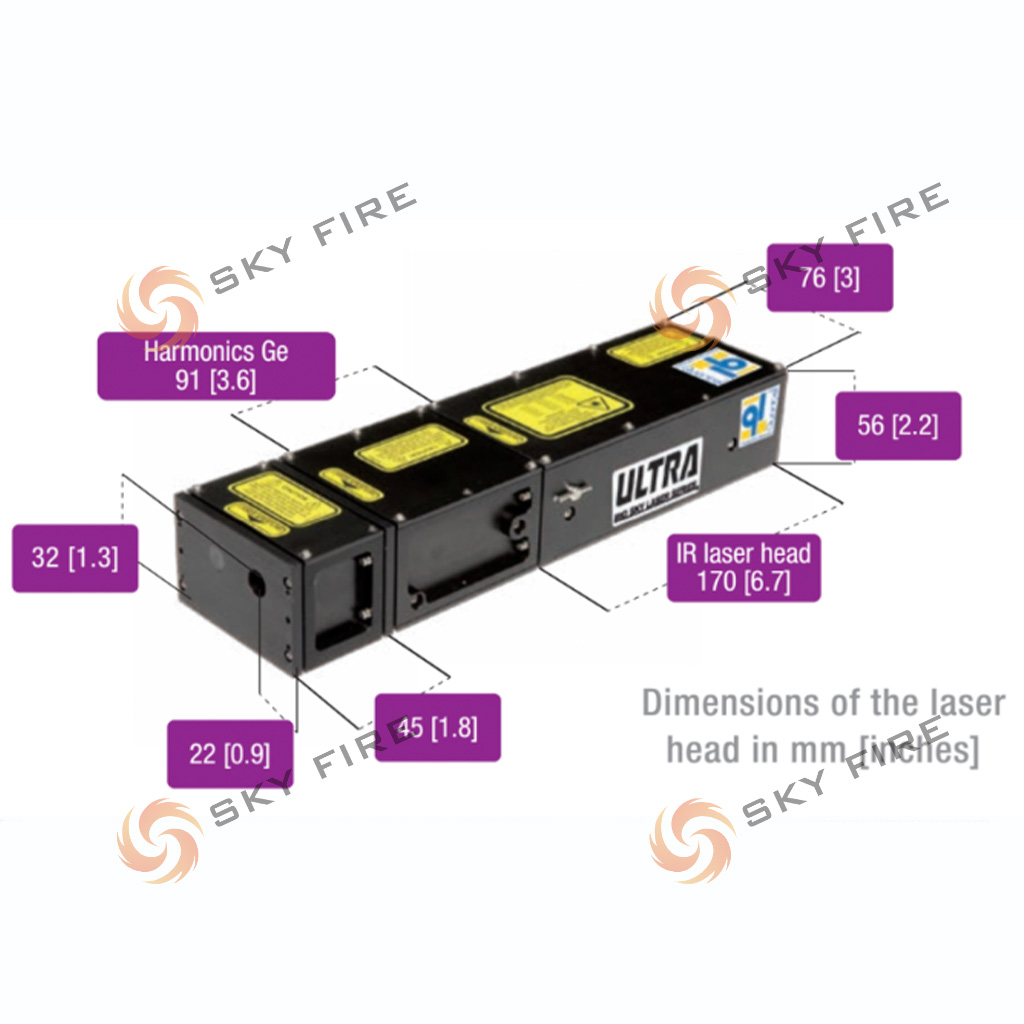 SKY FIRE
SKY FIRE
76 [3]
Harmonics Ge
91 [3.6]
56 [2.2]
ULTRA
32 [1.3]
IR laser head
170 [6.7]
45 [1.8]
22 [0.9]
Dimensions of the laser
head in mm [inches]
SKY FIRE
SKY FIRE